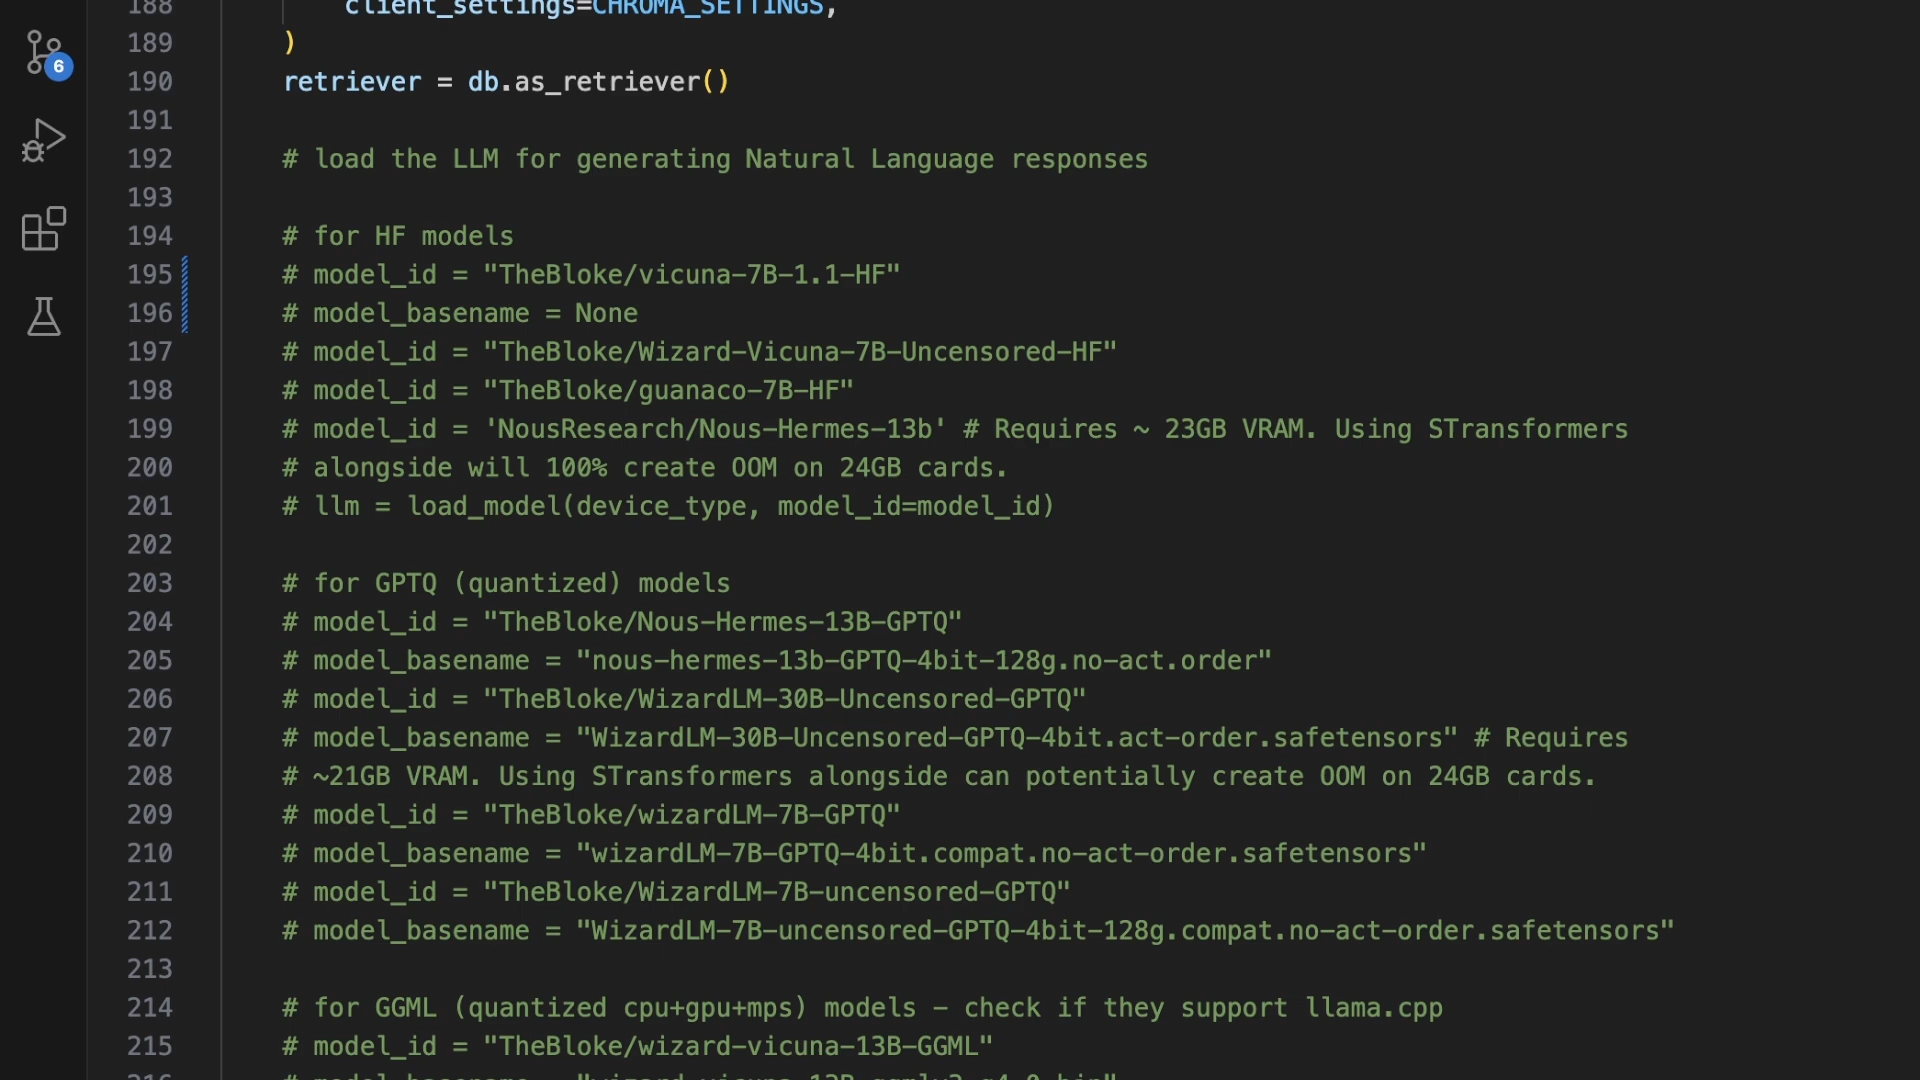 188 client_settings=CHROMA_SETTINGS,
189 )
190 retriever = db.as_retriever()
191
192 # load the LLM for generating Natural Language responses
193
194 # for HF models
195 # model_id = "TheBloke/vicuna-7B-1.1-HF"
196 # model_basename = None
197 # model_id = "TheBloke/Wizard-Vicuna-7B-Uncensored-HF"
198 # model_id = "TheBloke/guanaco-7B-HF"
199 # model_id = 'NousResearch/Nous-Hermes-13b' # Requires ~ 23GB VRAM. Using STransformers
200 # alongside will 100% create OOM on 24GB cards.
201 # llm = load_model(device_type, model_id=model_id)
202
203 # for GPTQ (quantized) models
204 # model_id = "TheBloke/Nous-Hermes-13B-GPTQ"
205 # model_basename = "nous-hermes-13b-GPTQ-4bit-128g.no-act.order"
206 # model_id = "TheBloke/WizardLM-30B-Uncensored-GPTQ"
207 # model_basename = "WizardLM-30B-Uncensored-GPTQ-4bit.act-order.safetensors" # Requires
208 # ~21GB VRAM. Using STransformers alongside can potentially create OOM on 24GB cards.
209 # model_id = "TheBloke/wizardLM-7B-GPTQ"
210 # model_basename = "wizardLM-7B-GPTQ-4bit.compat.no-act-order.safetensors"
211 # model_id = "TheBloke/WizardLM-7B-uncensored-GPTQ"
212 # model_basename = "WizardLM-7B-uncensored-GPTQ-4bit-128g.compat.no-act-order.safetensors"
213
214 # for GGML (quantized cpu+gpu+mps) models - check if they support llama.cpp
215 # model_id = "TheBloke/wizard-vicuna-13B-GGML"
216 # model_basename = "wizard-vicuna-13B.ggmlv3.q4_0.bin"
6